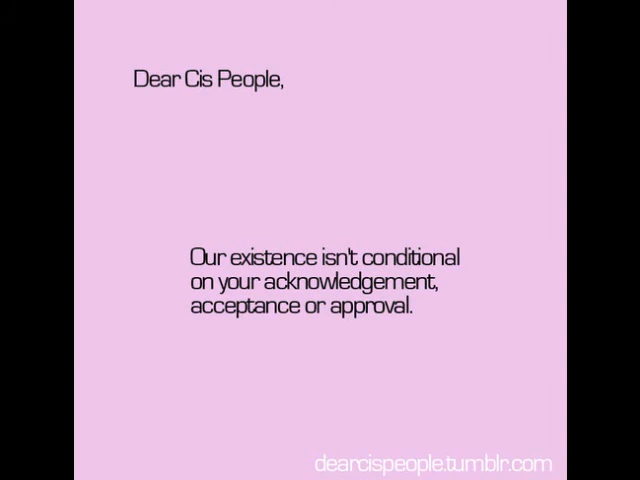 Dear Cis People,
Our existence isn't conditional
on your acknowledgement,
acceptance or approval.
dearcispeople.tumblr.com